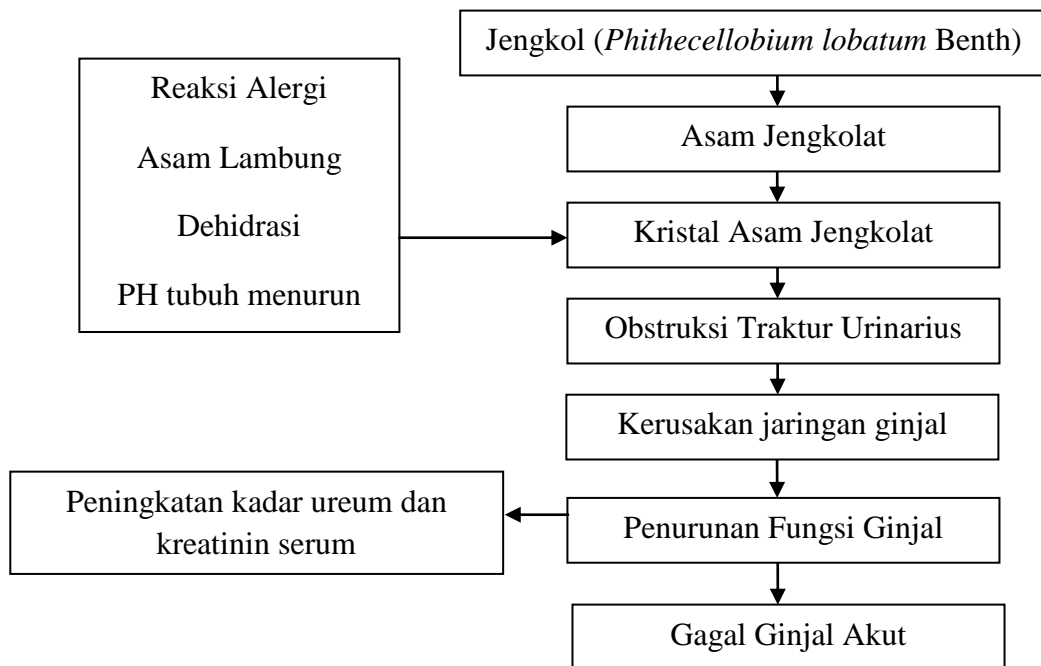 Jengkol (Phithecellobium lobatum Benth)
Reaksi Alergi
Asam Lambung
Dehidrasi
PH tubuh menurun
Asam Jengkolat
Kristal Asam Jengkolat
Obstruksi Traktur Urinarius
Kerusakan jaringan ginjal
Penurunan Fungsi Ginjal
Peningkatan kadar ureum dan
kreatinin serum
Gagal Ginjal Akut